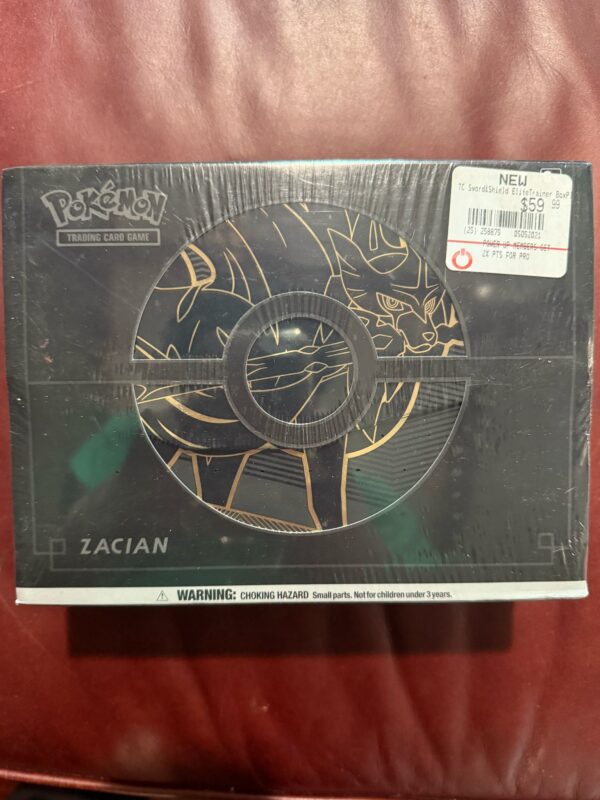 POKÉMON
TRADING CARD GAME
NEW
TC Sword&Shield EliteTrainer BoxP
$59 99
(25) 258875 05052021
POWER UP MEMBERS GET
2X PTS FOR PRO
ZACIAN
⚠ WARNING: CHOKING HAZARD Small parts. Not for children under 3 years.